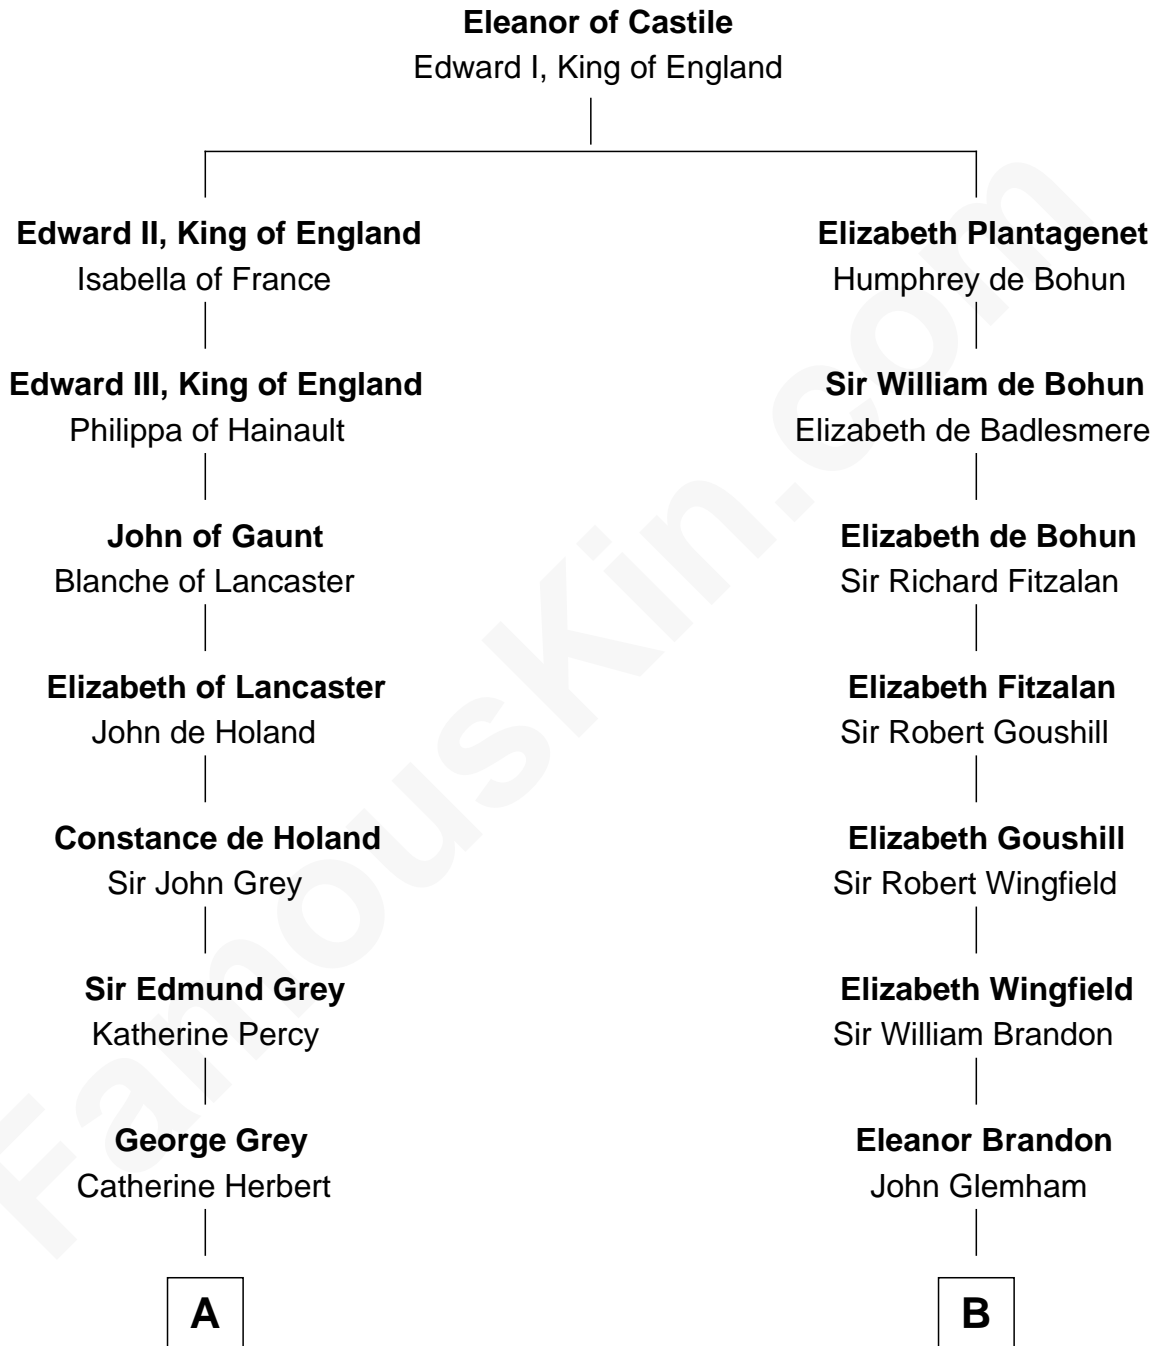 Eleanor of Castile
Edward I, King of England
Edward II, King of England
Isabella of France
Edward III, King of England
Philippa of Hainault
John of Gaunt
Blanche of Lancaster
Elizabeth of Lancaster
John de Holand
Constance de Holand
Sir John Grey
Sir Edmund Grey
Katherine Percy
George Grey
Catherine Herbert
A
Elizabeth Plantagenet
Humphrey de Bohun
Sir William de Bohun
Elizabeth de Badlesmere
Elizabeth de Bohun
Sir Richard Fitzalan
Elizabeth Fitzalan
Sir Robert Goushill
Elizabeth Goushill
Sir Robert Wingfield
Elizabeth Wingfield
Sir William Brandon
Eleanor Brandon
John Glemham
B
FamousKin.com